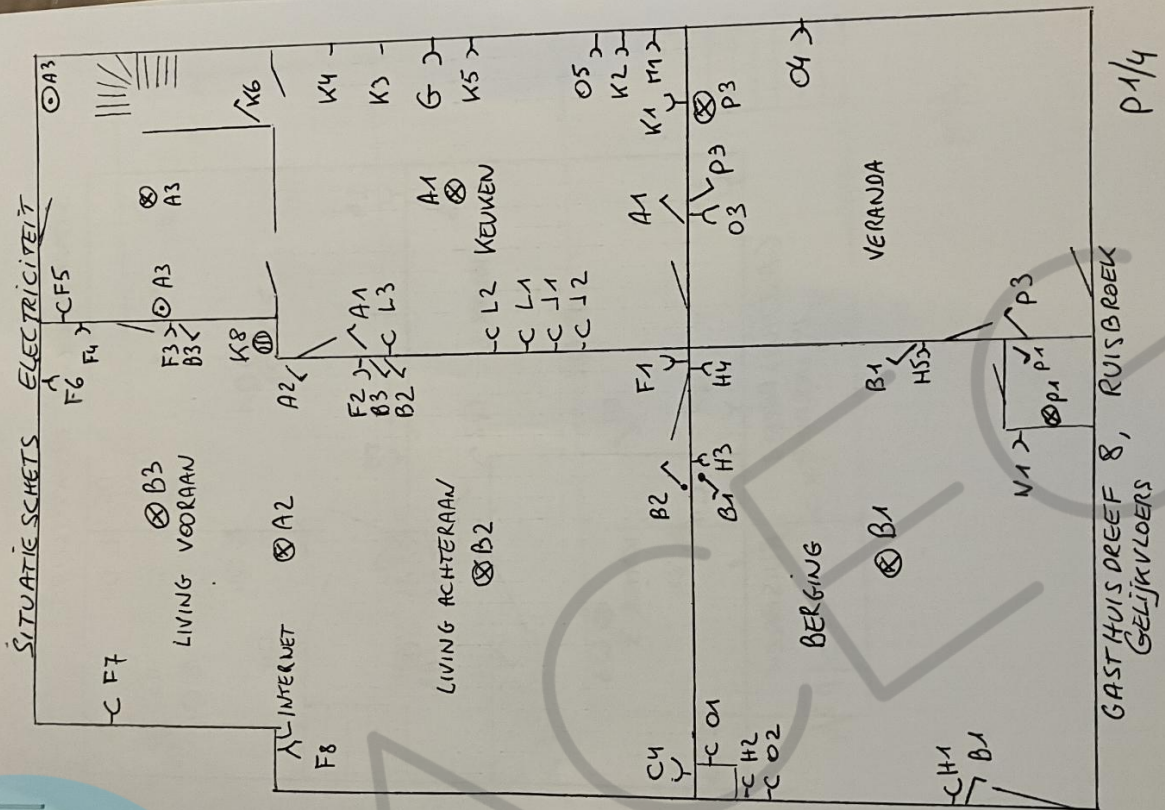 SITUATIESCHETS ELECTRICITEIT
A3
F6
CF5
F4
A3
A3
K6
C F7
B3
LIVING VOORAAN
F3
B3
K8
INTERNET
A2
A2
K4
F8
F2
B3
B2
A1
C L3
K3
A1
G
K5
LIVING ACHTERAAN
B2
C L2
KEUKEN
C L1
C J1
C J2
O5
K2
C4
B2
F1
A1
K1
M1
C O1
B1
H3
H4
O3
P3
P3
C H2
C O2
O4
BERGING
B1
B1
H5
VERANDA
C H1
B1
N1
P1
P1
P3
GASTHUISDREEF 8, RUISBROEK
GELIJKVLOERS
P1/4
ACEG